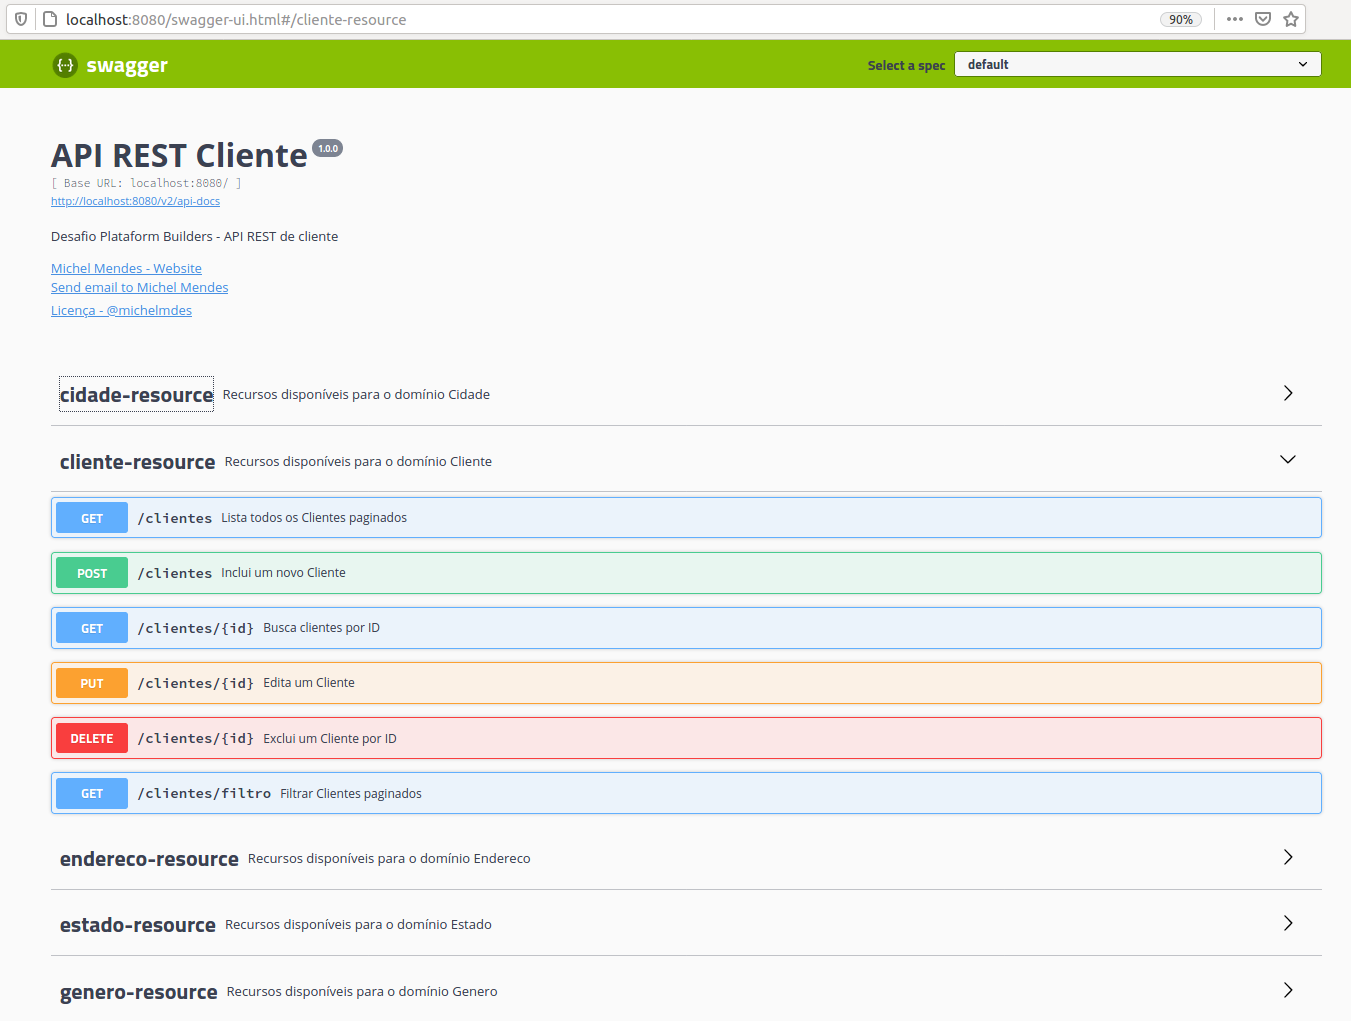 localhost:8080/swagger-ui.html#/cliente-resource 90%
swagger Select a spec default
API REST Cliente 1.0.0
[ Base URL: localhost:8080/ ]
http://localhost:8080/v2/api-docs
Desafio Plataform Builders - API REST de cliente
Michel Mendes - Website
Send email to Michel Mendes
Licença - @michelmdes
cidade-resource Recursos disponíveis para o domínio Cidade
cliente-resource Recursos disponíveis para o domínio Cliente
GET /clientes Lista todos os Clientes paginados
POST /clientes Inclui um novo Cliente
GET /clientes/{id} Busca clientes por ID
PUT /clientes/{id} Edita um Cliente
DELETE /clientes/{id} Exclui um Cliente por ID
GET /clientes/filtro Filtrar Clientes paginados
endereco-resource Recursos disponíveis para o domínio Endereco
estado-resource Recursos disponíveis para o domínio Estado
genero-resource Recursos disponíveis para o domínio Genero